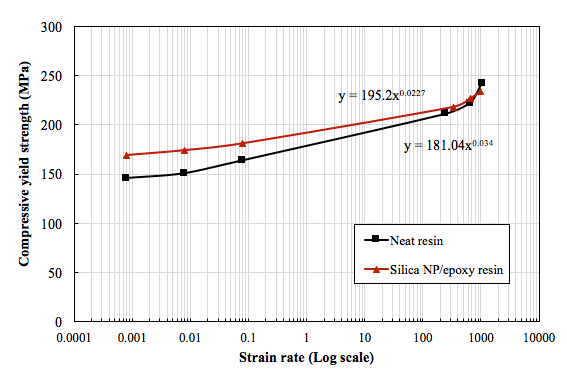 300
250
200
150
100
50
0
Compressive yield strength (MPa)
y = 195.2x^0.0227
y = 181.04x^0.034
Neat resin
Silica NP/epoxy resin
0.0001 0.001 0.01 0.1 1 10 100 1000 10000
Strain rate (Log scale)